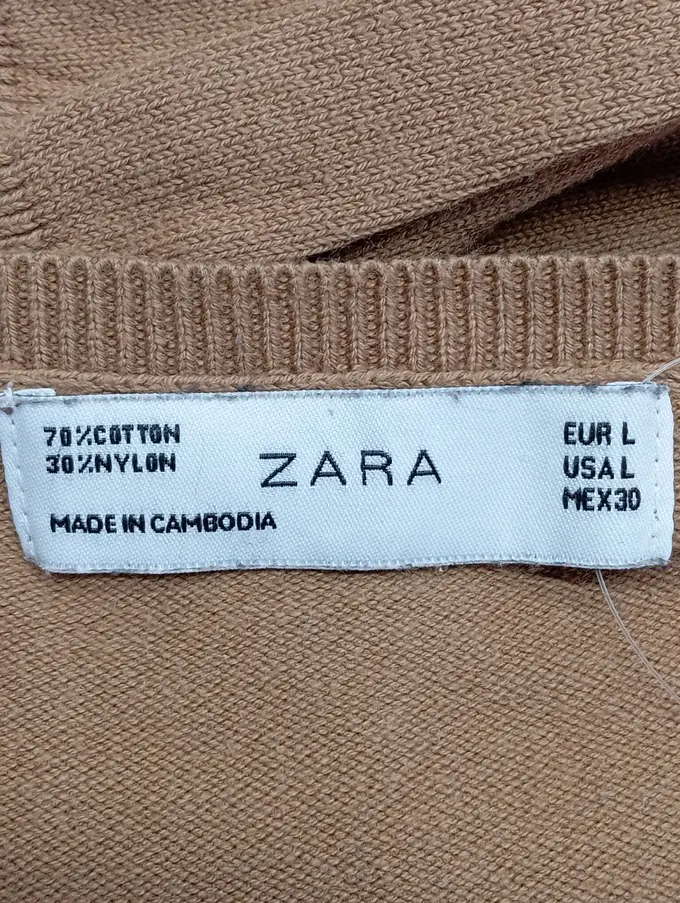 70%COTTON
30%NYLON
MADE IN CAMBODIA
ZARA
EUR L
USA L
MEX 30